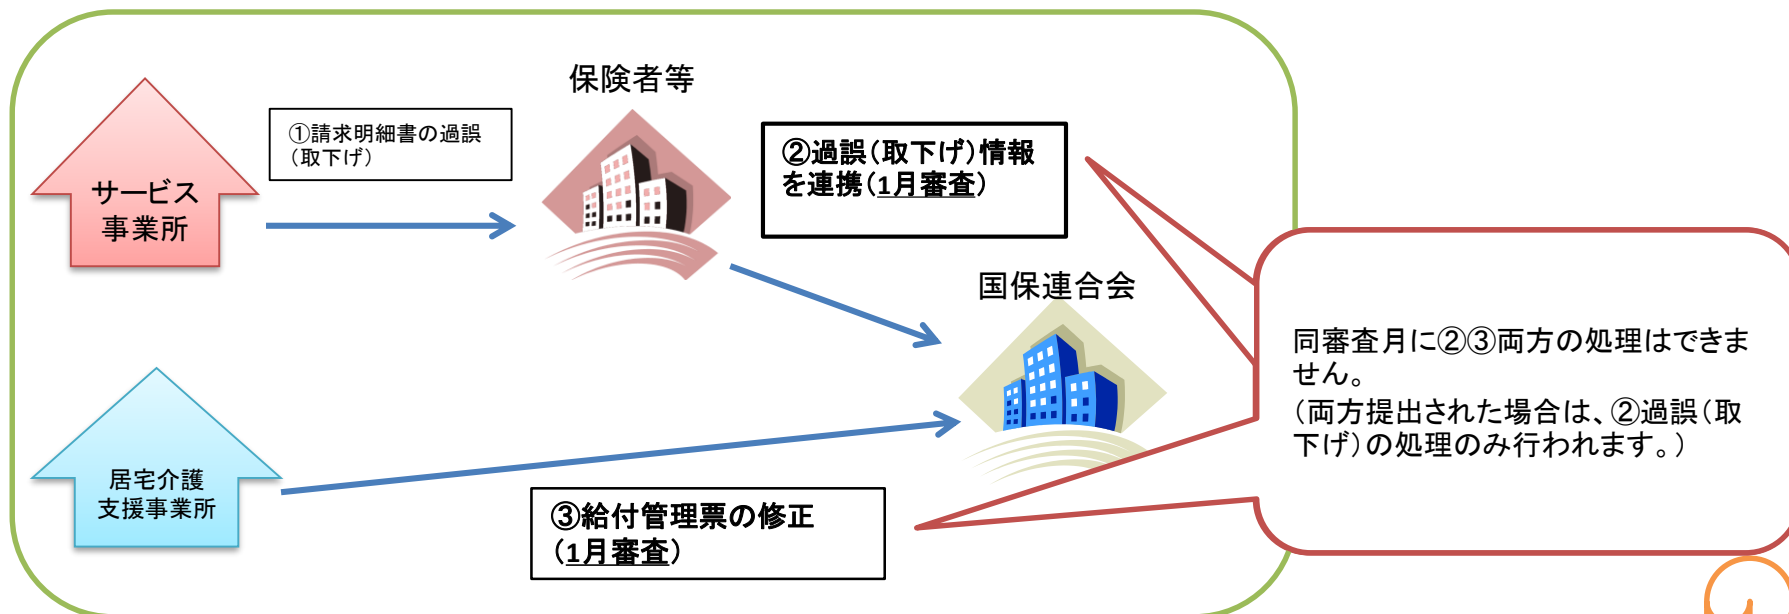 保険者等
①請求明細書の過誤
（取下げ）
サービス
事業所
②過誤（取下げ）情報
を連携（1月審査）
国保連合会
同審査月に②③両方の処理はできま
せん。
（両方提出された場合は、②過誤（取
下げ）の処理のみ行われます。）
居宅介護
支援事業所
③給付管理票の修正
（1月審査）